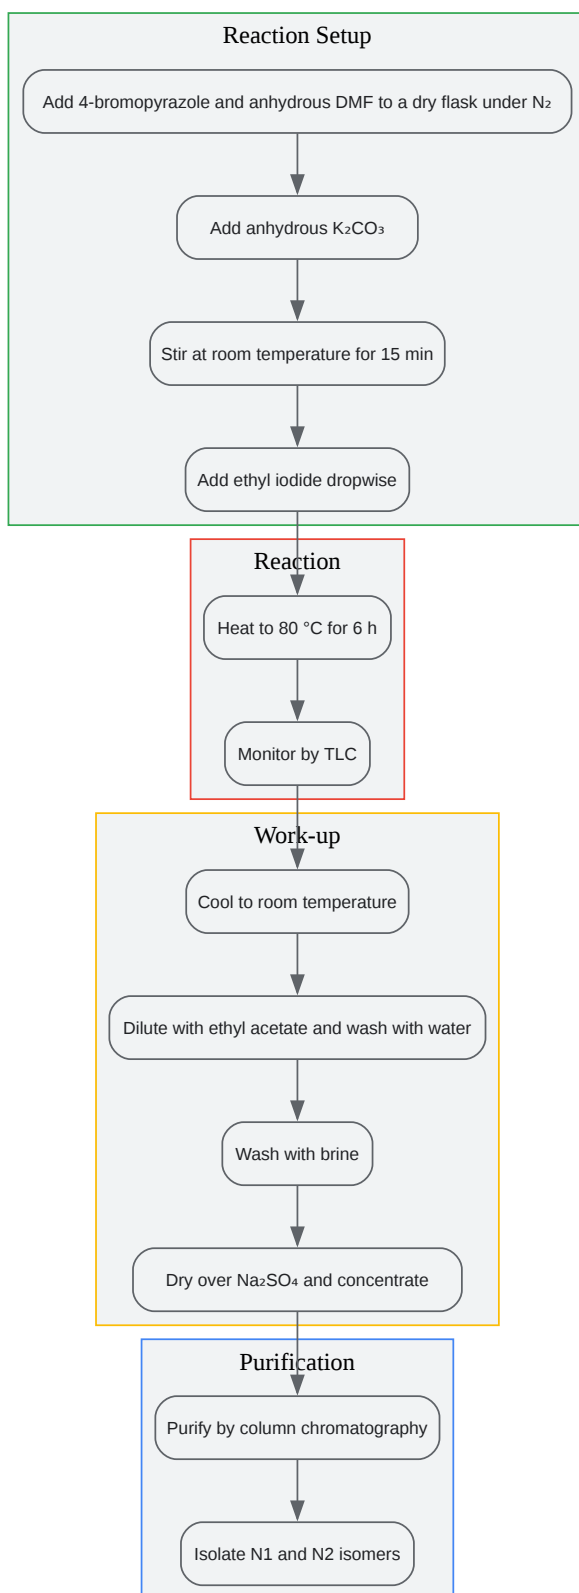 Reaction Setup
Add 4-bromopyrazole and anhydrous DMF to a dry flask under N₂
Add anhydrous K₂CO₃
Stir at room temperature for 15 min
Add ethyl iodide dropwise
Reaction
Heat to 80 °C for 6 h
Monitor by TLC
Work-up
Cool to room temperature
Dilute with ethyl acetate and wash with water
Wash with brine
Dry over Na₂SO₄ and concentrate
Purification
Purify by column chromatography
Isolate N1 and N2 isomers